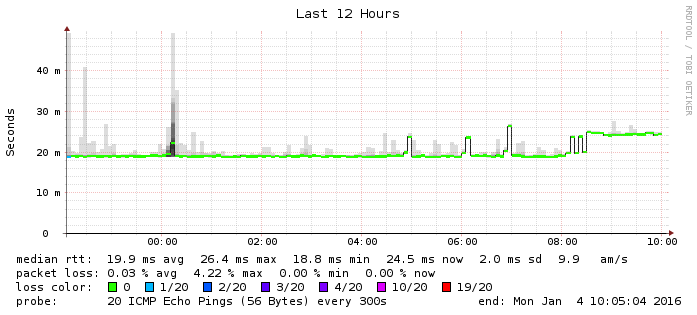 Last 12 Hours
RRDTOOL / TOBI OETIKER
Seconds
40 m
30 m
20 m
10 m
0
00:00 02:00 04:00 06:00 08:00 10:00
median rtt: 19.9 ms avg 26.4 ms max 18.8 ms min 24.5 ms now 2.0 ms sd 9.9 am/s
packet loss: 0.03 % avg 4.22 % max 0.00 % min 0.00 % now
loss color: 0 1/20 2/20 3/20 4/20 10/20 19/20
probe: 20 ICMP Echo Pings (56 Bytes) every 300s end: Mon Jan 4 10:05:04 2016